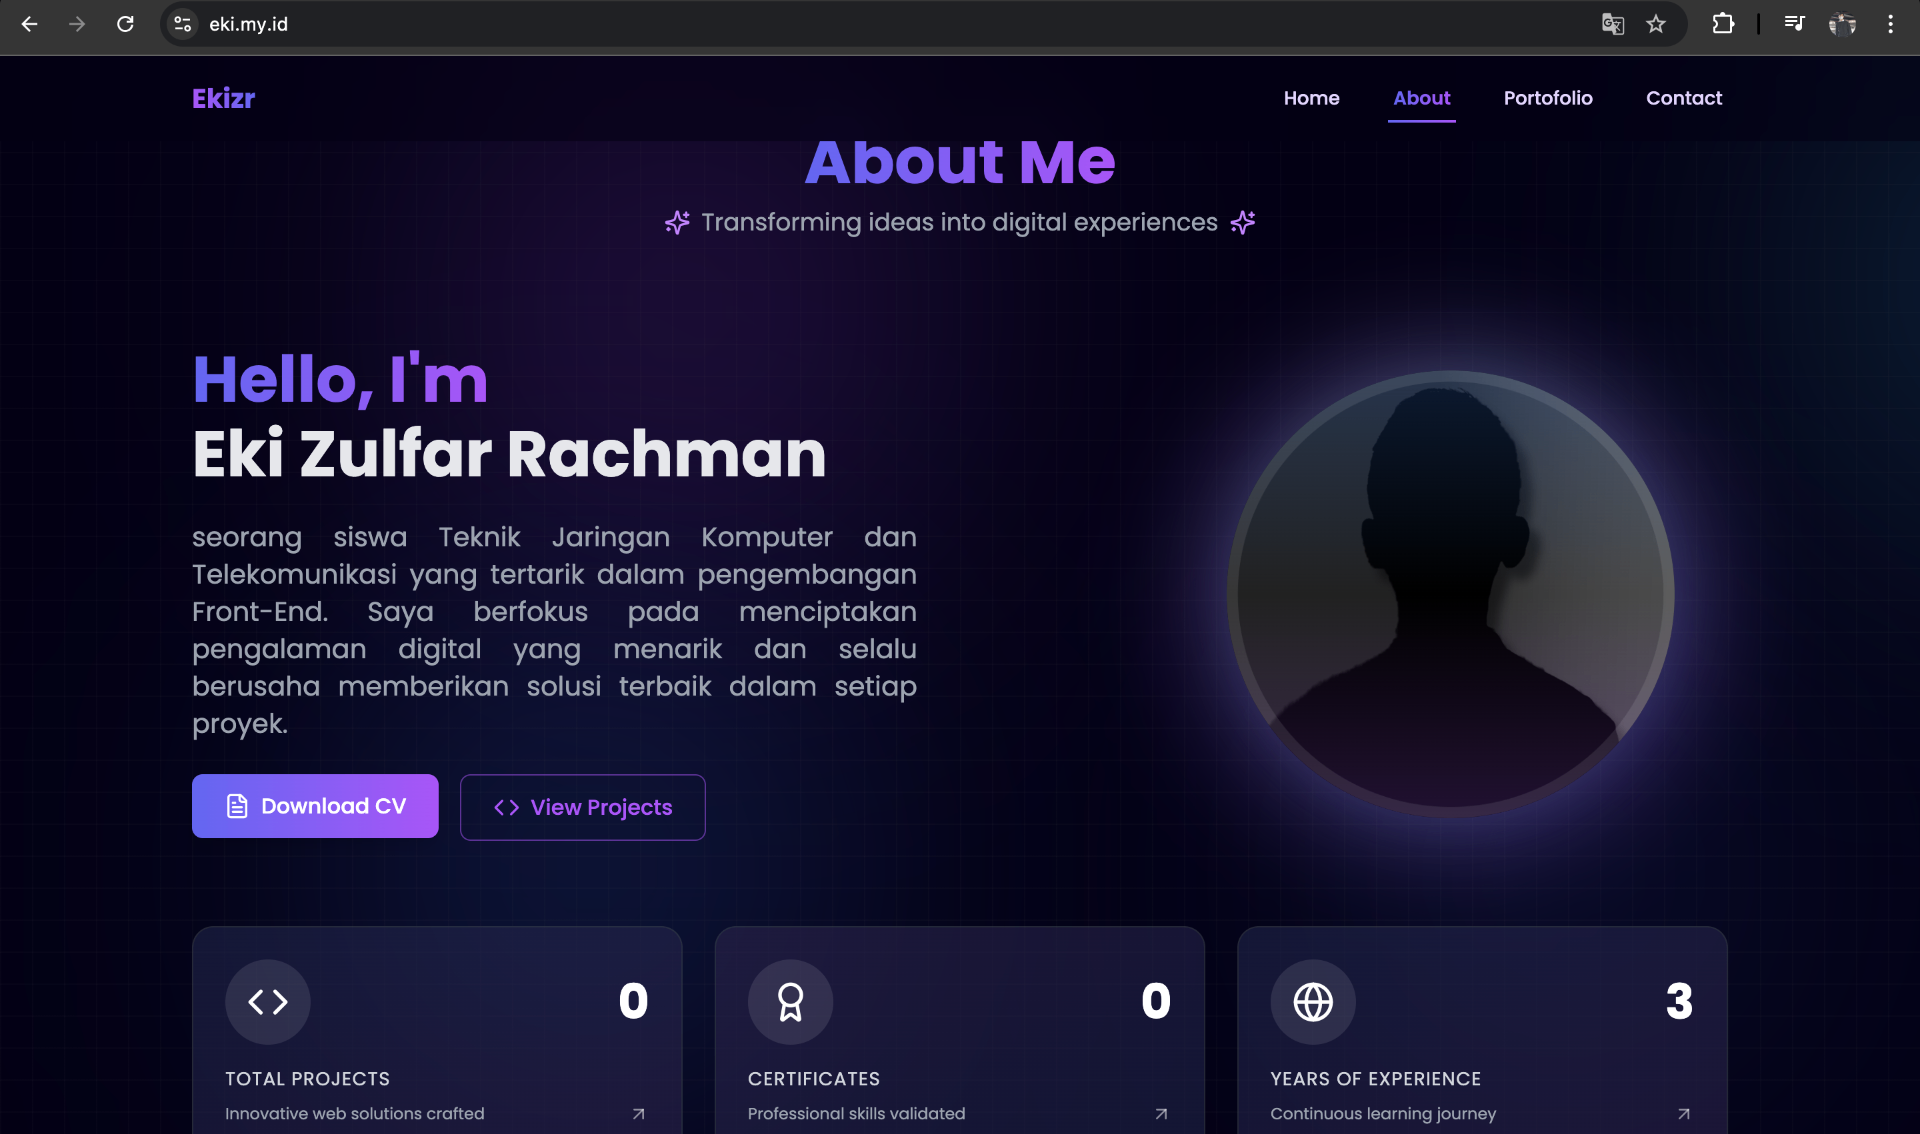 eki.my.id
Ekizr
Home
About
Portofolio
Contact
About Me
Transforming ideas into digital experiences
Hello, I'm
Eki Zulfar Rachman
seorang siswa Teknik Jaringan Komputer dan
Telekomunikasi yang tertarik dalam pengembangan
Front-End. Saya berfokus pada menciptakan
pengalaman digital yang menarik dan selalu
berusaha memberikan solusi terbaik dalam setiap
proyek.
Download CV
View Projects
0
TOTAL PROJECTS
Innovative web solutions crafted
0
CERTIFICATES
Professional skills validated
3
YEARS OF EXPERIENCE
Continuous learning journey